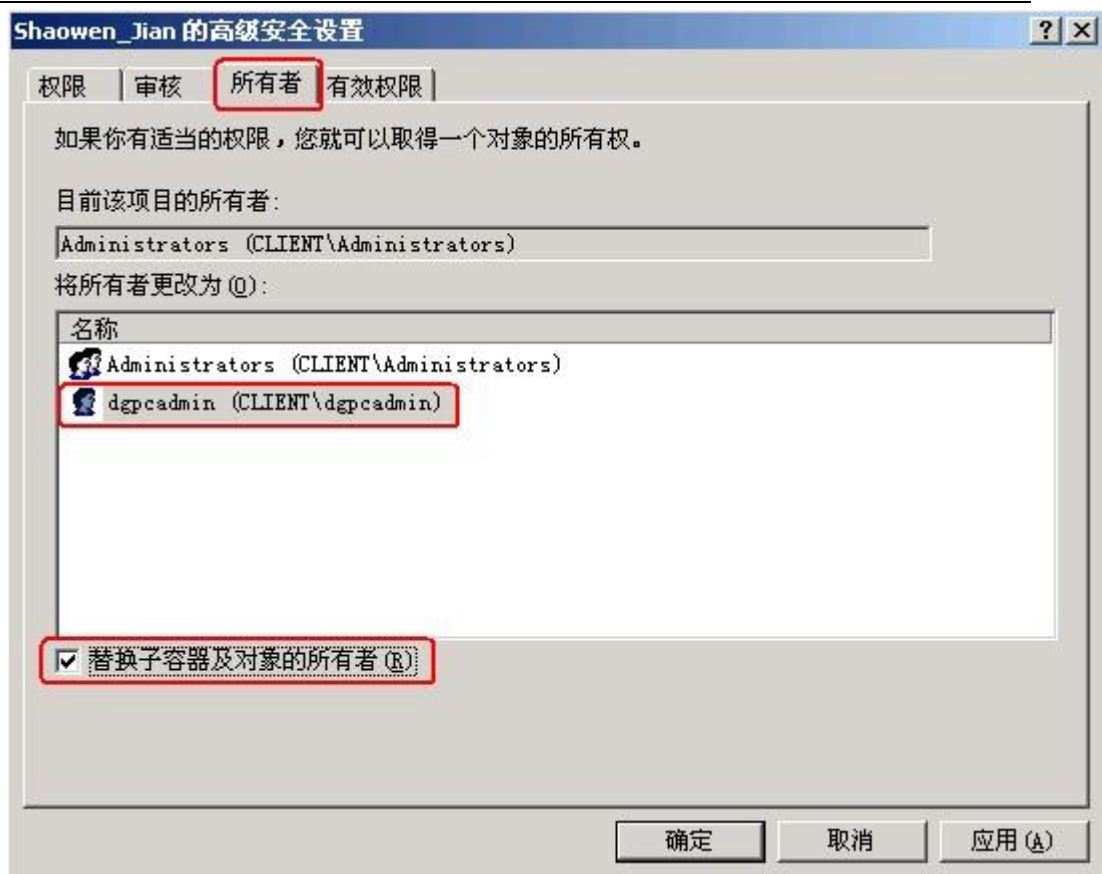 Shaowen_Jian 的高级安全设置
权限 审核 所有者 有效权限
如果你有适当的权限，您就可以取得一个对象的所有权。
目前该项目的所有者:
Administrators (CLIENT\Administrators)
将所有者更改为(O):
名称
Administrators (CLIENT\Administrators)
dgpcadmin (CLIENT\dgpcadmin)
替换子容器及对象的所有者(R)
确定 取消 应用(A)